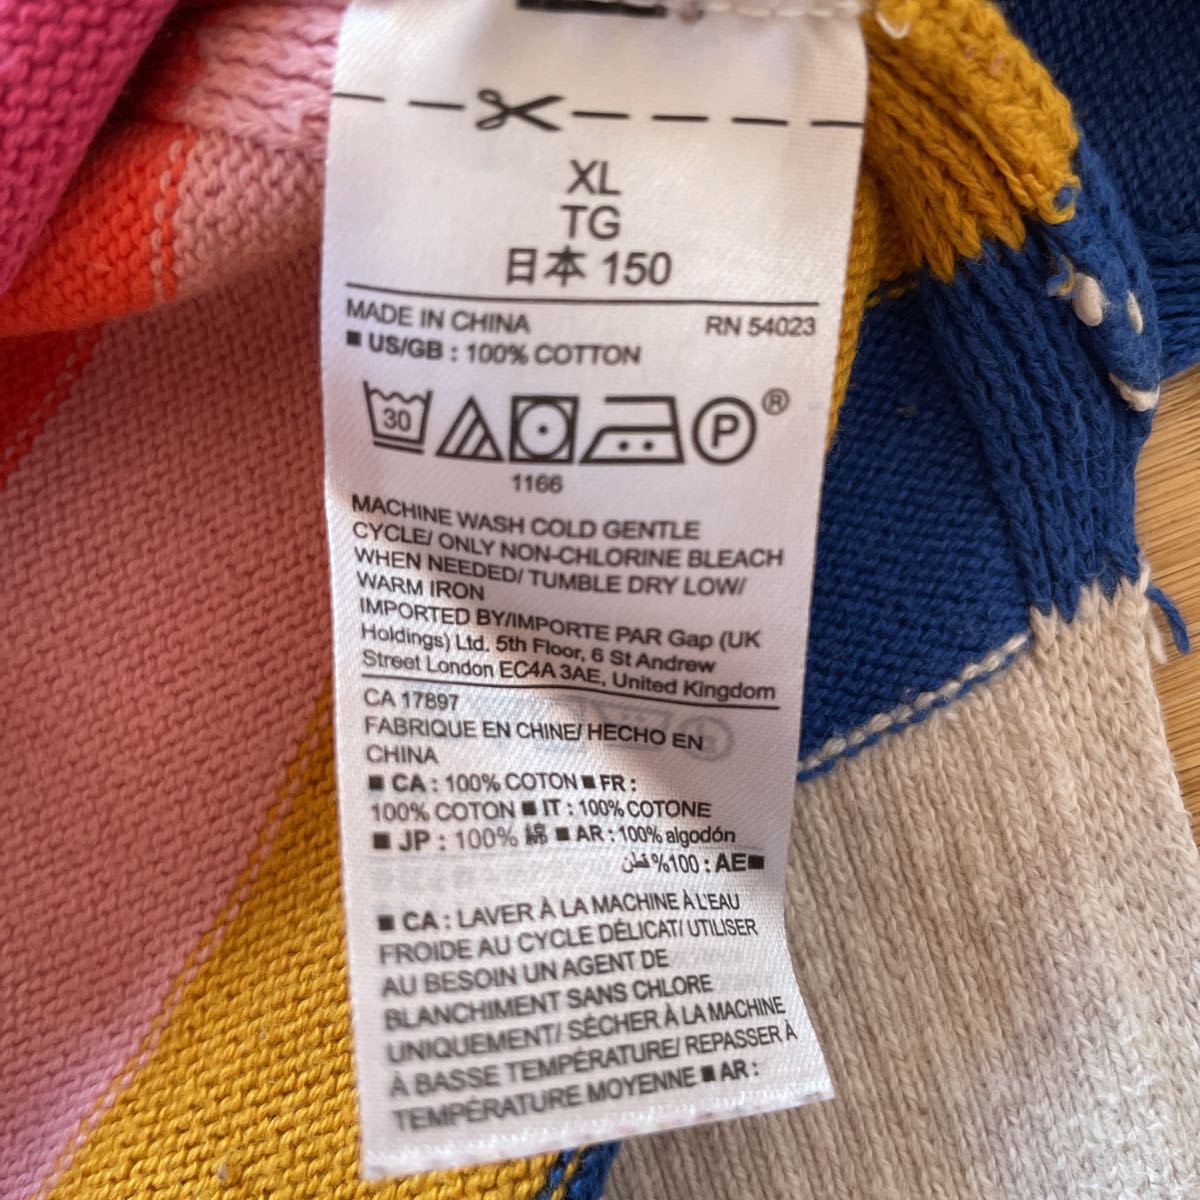 XL
TG
日本 150
MADE IN CHINA RN 54023
■ US/GB : 100% COTTON
30 P ®
1166
MACHINE WASH COLD GENTLE
CYCLE/ ONLY NON-CHLORINE BLEACH
WHEN NEEDED/ TUMBLE DRY LOW/
WARM IRON
IMPORTED BY/IMPORTE PAR Gap (UK
Holdings) Ltd. 5th Floor, 6 St Andrew
Street London EC4A 3AE, United Kingdom
CA 17897
FABRIQUE EN CHINE/ HECHO EN
CHINA
■ CA : 100% COTON ■ FR :
100% COTON ■ IT : 100% COTONE
■ JP : 100% 綿 ■ AR : 100% algodón
■AE : 100% قطن
■ CA : LAVER À LA MACHINE À L'EAU
FROIDE AU CYCLE DÉLICAT/ UTILISER
AU BESOIN UN AGENT DE
BLANCHIMENT SANS CHLORE
UNIQUEMENT/ SÉCHER À LA MACHINE
À BASSE TEMPÉRATURE/ REPASSER À
TEMPÉRATURE MOYENNE ■ AR :